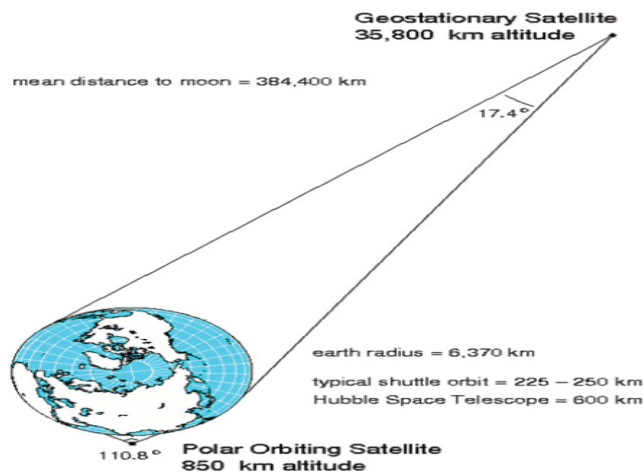 Geostationary Satellite
35,800 km altitude
mean distance to moon = 384,400 km
17.4°
earth radius = 6,370 km
typical shuttle orbit = 225 – 250 km
Hubble Space Telescope = 600 km
110.8°
Polar Orbiting Satellite
850 km altitude